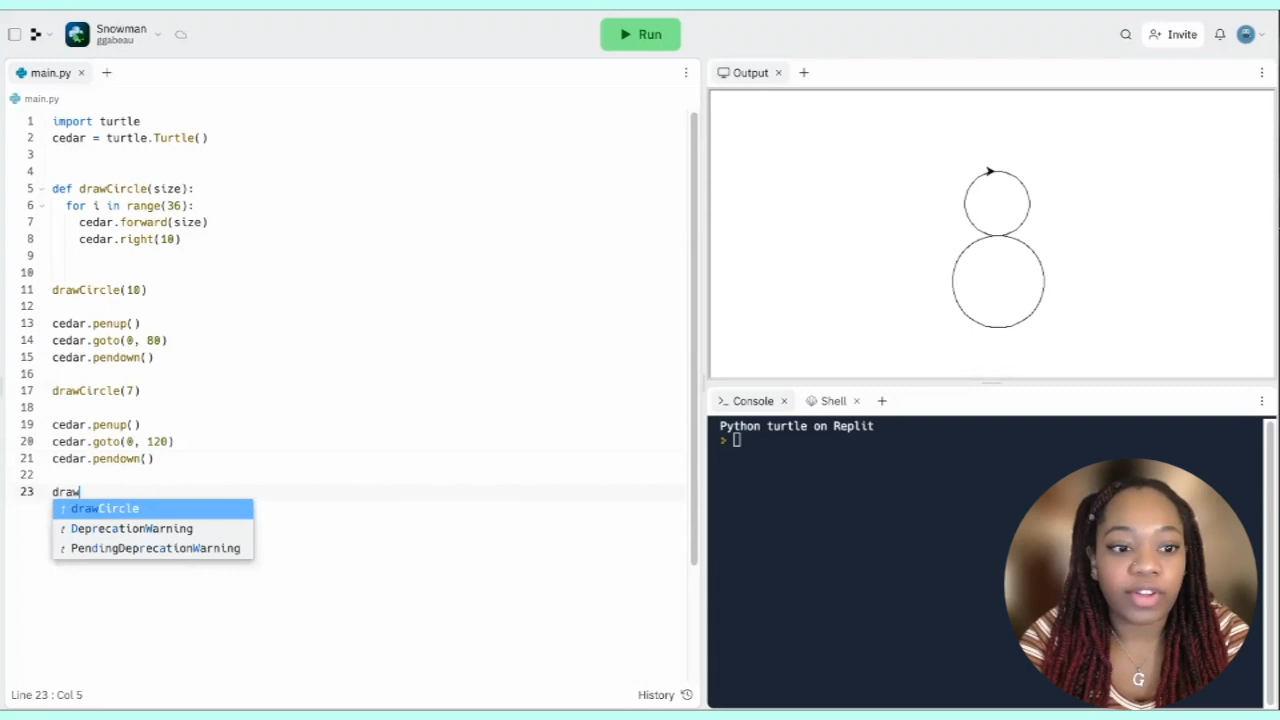 Snowman
ggabeau
Run
Invite
main.py
main.py
1 import turtle
2 cedar = turtle.Turtle()
3
4
5 def drawCircle(size):
6 for i in range(36):
7 cedar.forward(size)
8 cedar.right(10)
9
10
11 drawCircle(10)
12
13 cedar.penup()
14 cedar.goto(0, 80)
15 cedar.pendown()
16
17 drawCircle(7)
18
19 cedar.penup()
20 cedar.goto(0, 120)
21 cedar.pendown()
22
23 draw
f drawCircle
t DeprecationWarning
t PendingDeprecationWarning
Line 23 : Col 5
History
Output
Console
Shell
Python turtle on Replit
>
G